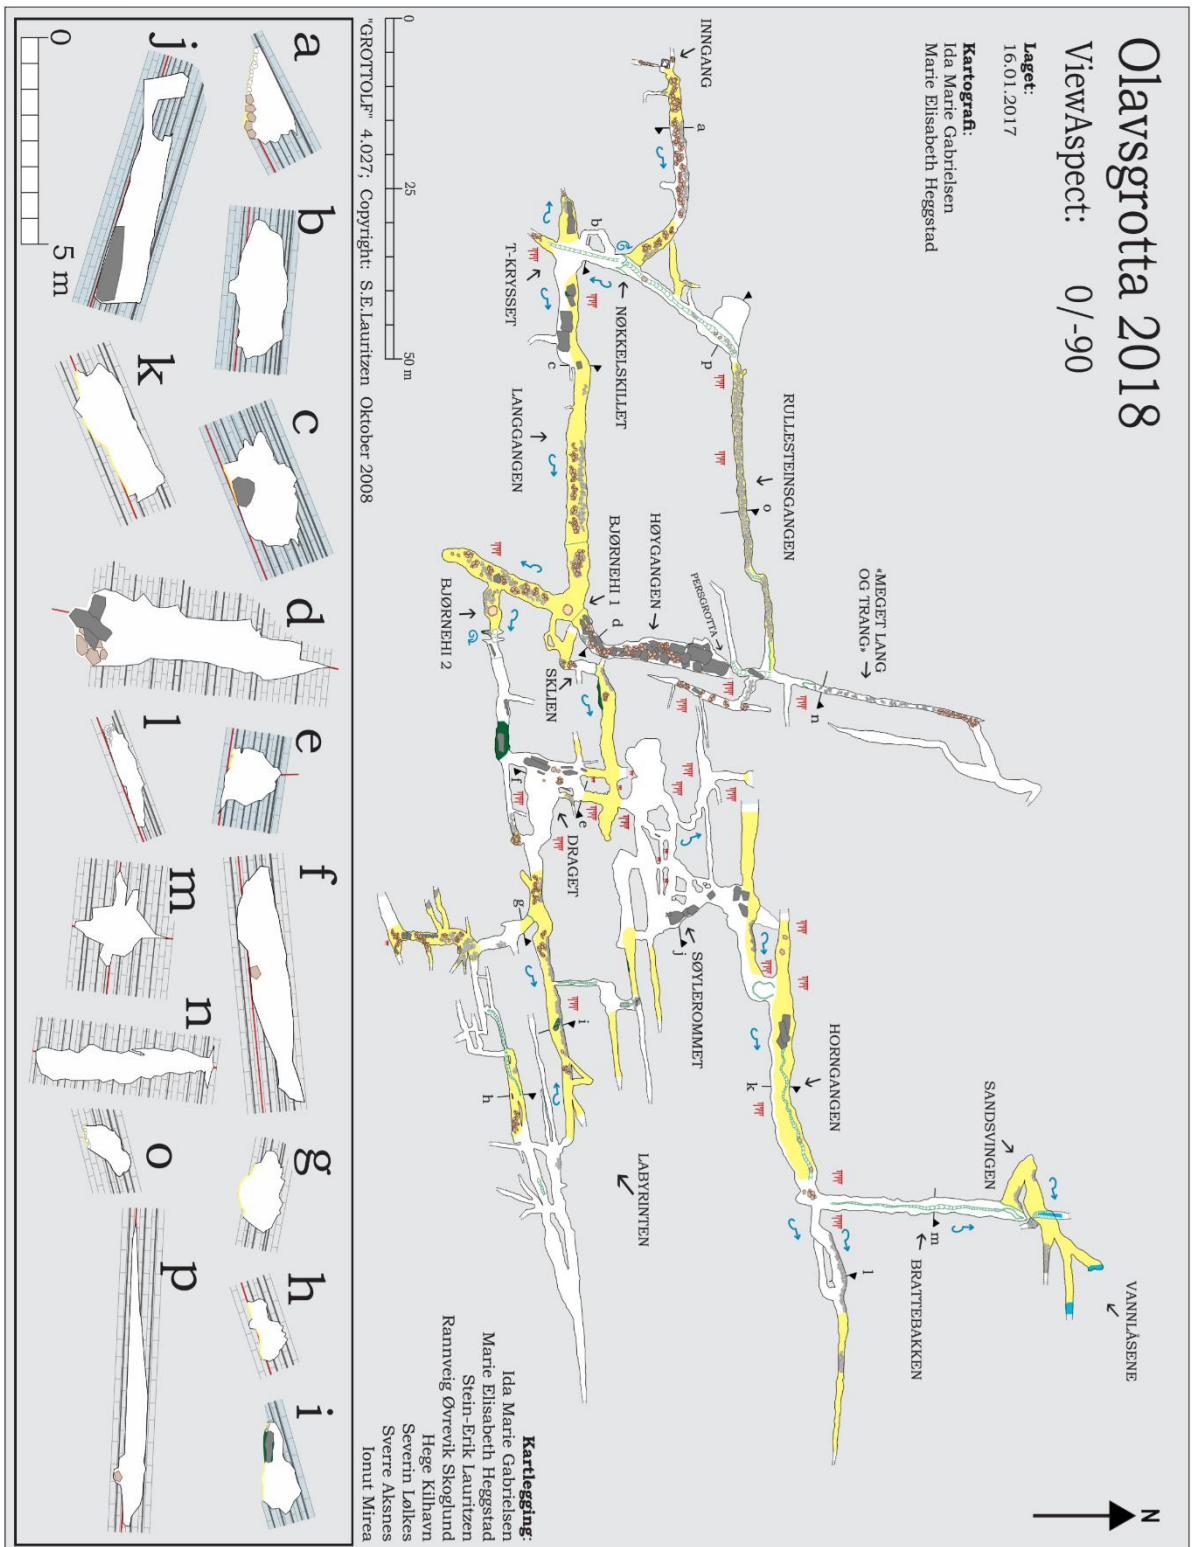 Olavsgrotta 2018
ViewAspect: 0/-90
Laget:
16.01.2017
Kartografi:
Ida Marie Gabrielsen
Marie Elisabeth Heggstad
N
INNGANG
a
b
NØKKELSKILLET
T-KRYSSET
c
p
LANGGANGEN
RULLESTEINSGANGEN
o
«MEGET LANG
OG TRANG»
PERSGROTTA
HØYGANGEN
BJØRNEHI 1
d
BJØRNEHI 2
SKLIEN
n
f
e
DRAGET
g
j
SØYLEROMMET
i
h
HORNGANGEN
k
LABYRINTEN
SANDSVINGEN
m
BRATTEBAKKEN
l
VANNLÅSENE
Kartlegging:
Ida Marie Gabrielsen
Marie Elisabeth Heggstad
Stein-Erik Lauritzen
Rannveig Øvrevik Skoglund
Hege Kilhavn
Severin Lølkes
Sverre Aksnes
Ionut Mirea
0
25
50 m
"GROTTOLF" 4.027; Copyright: S.E.Lauritzen Oktober 2008
a
b
c
d
e
f
g
h
i
j
k
l
m
n
o
p
0
5 m